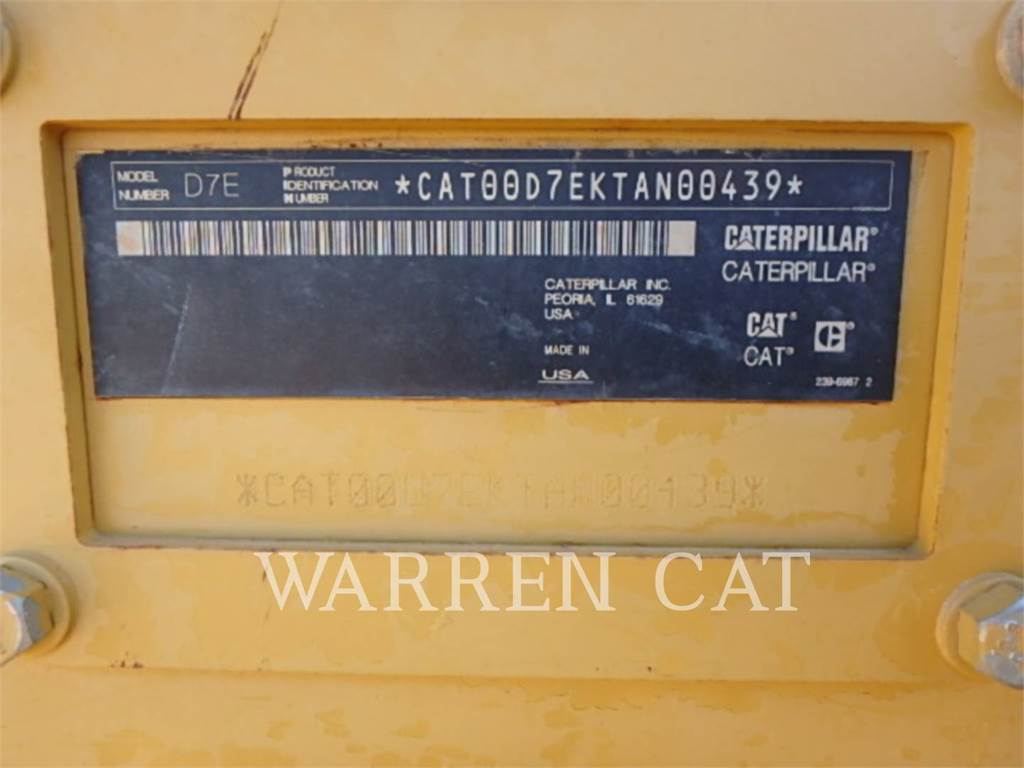 MODEL NUMBER D7E PRODUCT IDENTIFICATION NUMBER *CAT00D7EKTAN00439*
CATERPILLAR®
CATERPILLAR®
CATERPILLAR INC.
PEORIA, IL 61629
USA
CAT®
MADE IN
CAT®
USA
239-6967 2
*CAT00D7EKTAN00439*
WARREN CAT